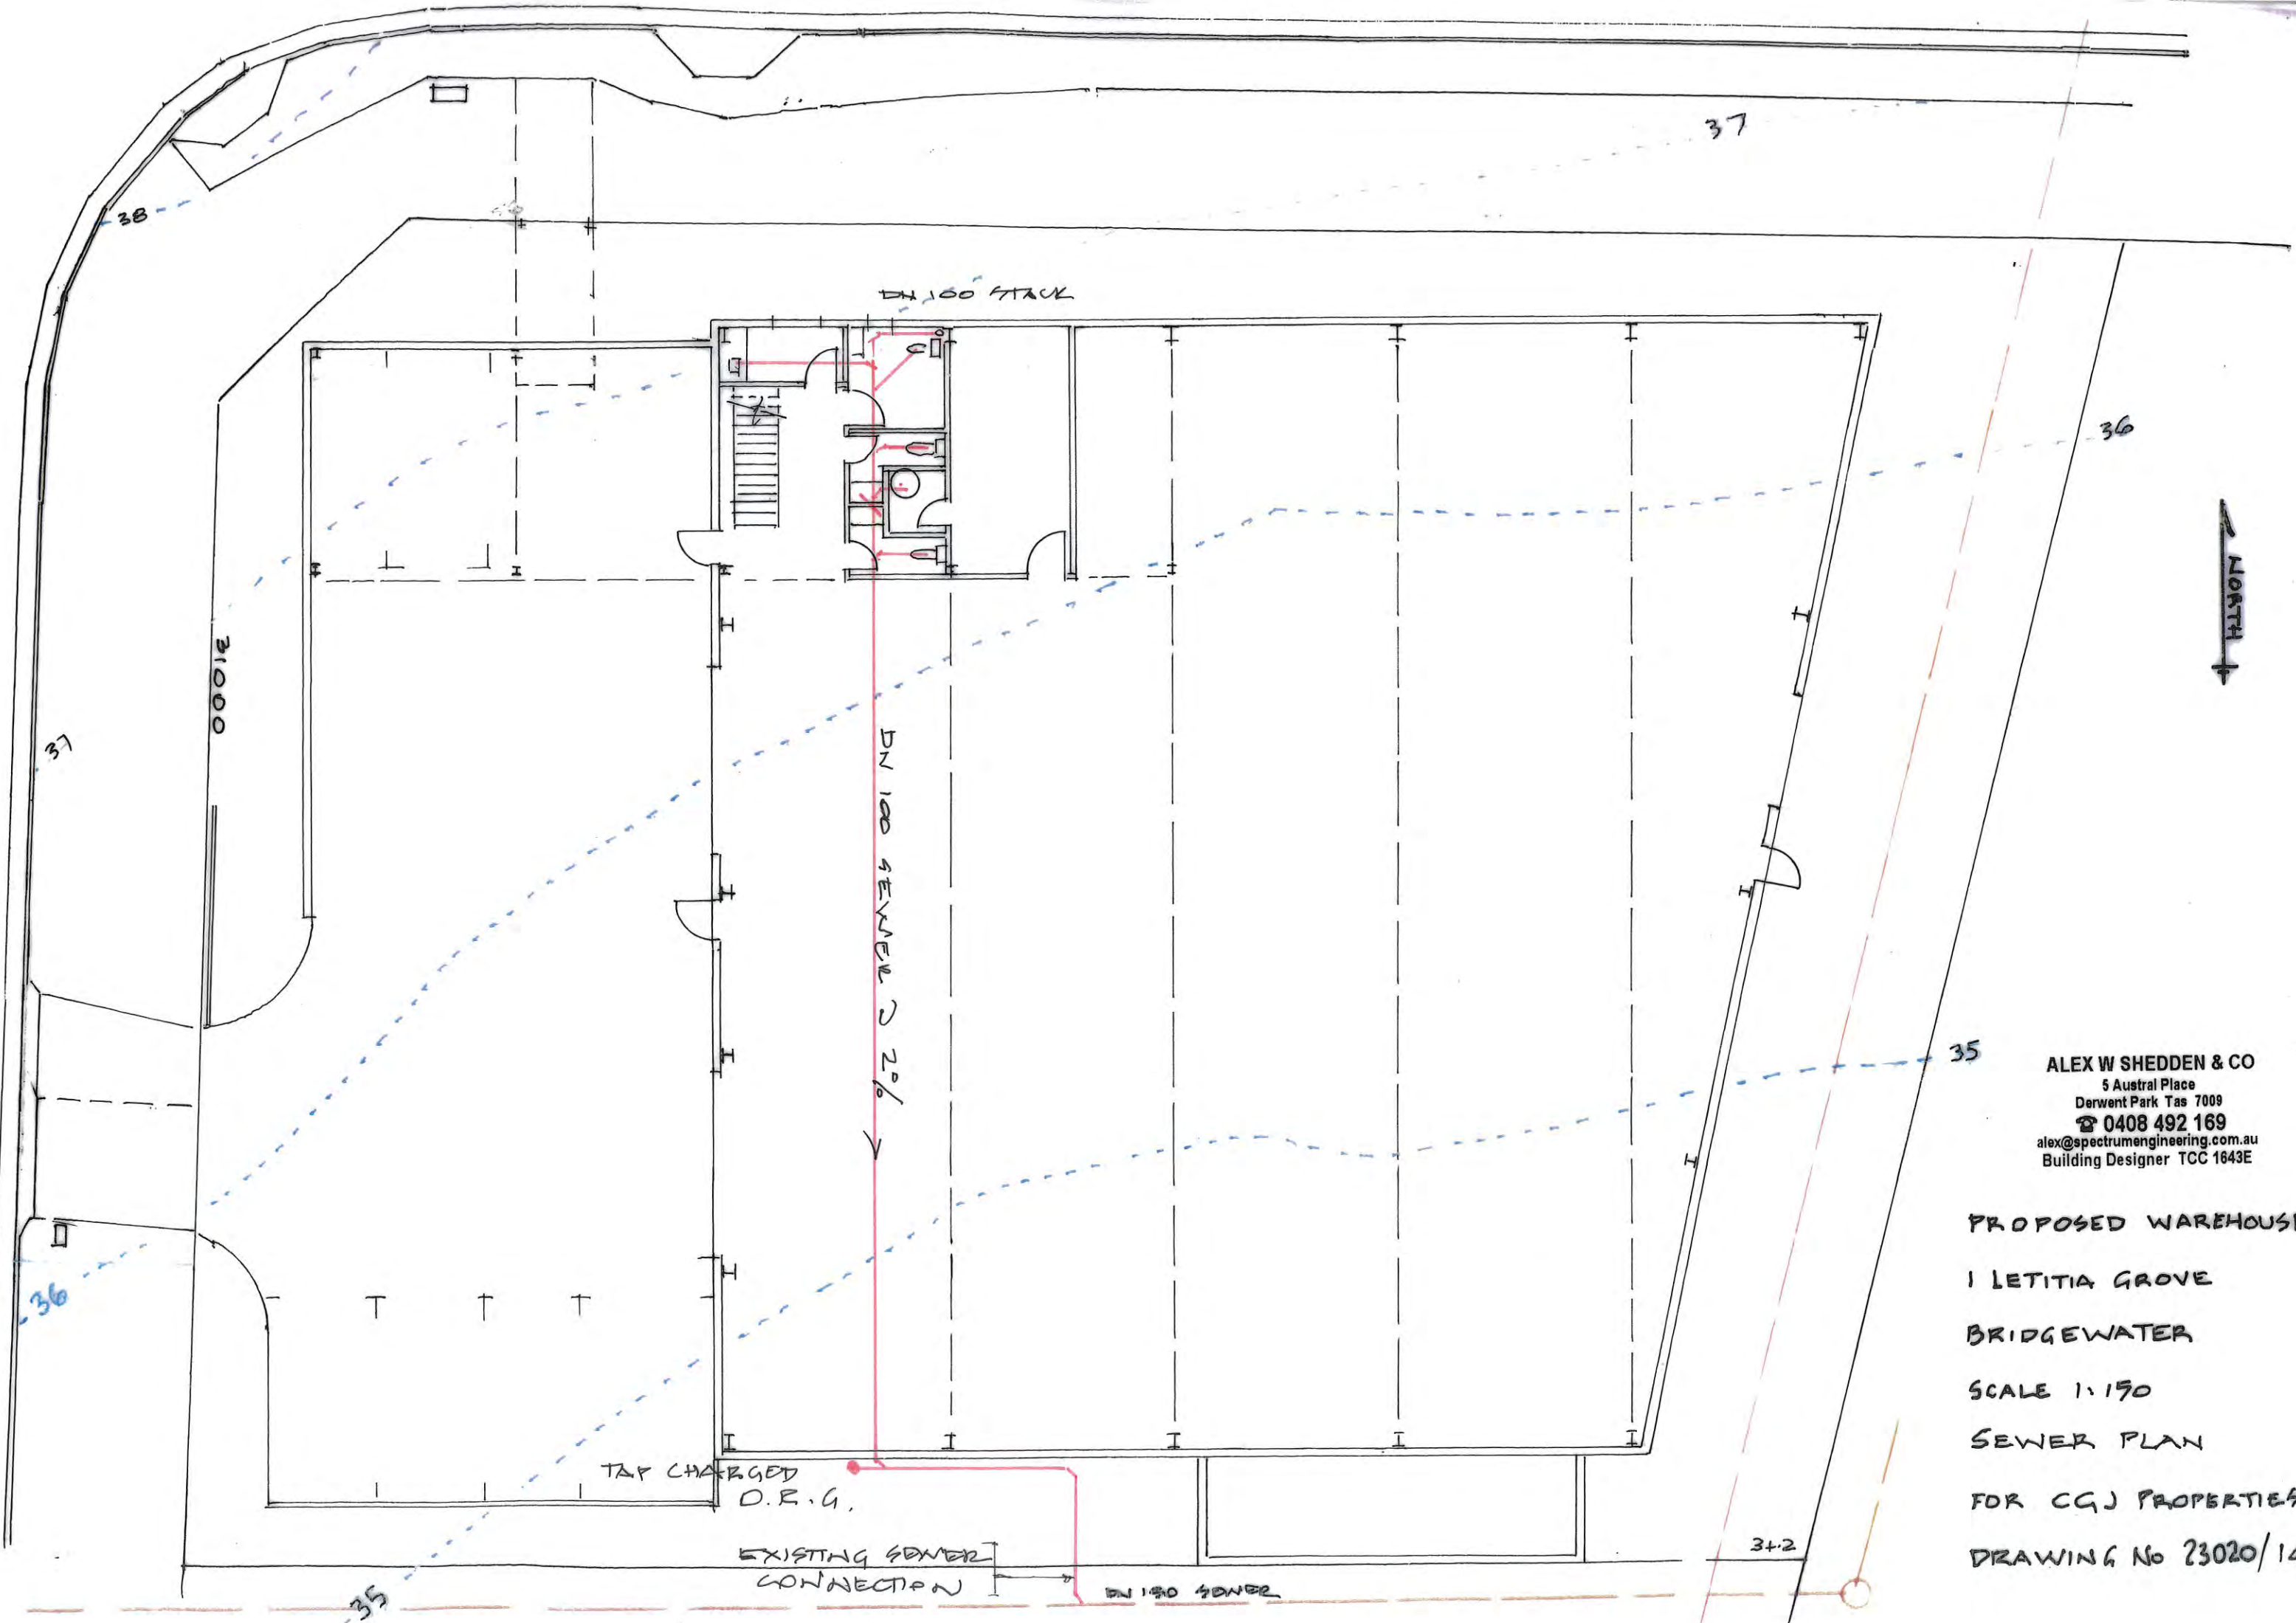 37
38
DN 100 STACK
36
NORTH
31000
37
DN 100 SEWER @ 2%
35
ALEX W SHEDDEN & CO
5 Austral Place
Derwent Park Tas 7009
☎ 0408 492 169
alex@spectrumengineering.com.au
Building Designer TCC 1643E
PROPOSED WAREHOUSE
1 LETITIA GROVE
BRIDGEWATER
SCALE 1:150
SEWER PLAN
FOR CGJ PROPERTIES
DRAWING No 23020/
36
TAP CHARGED
O.R.G.
EXISTING SEWER
CONNECTION
DN 150 SEWER
34.2
35